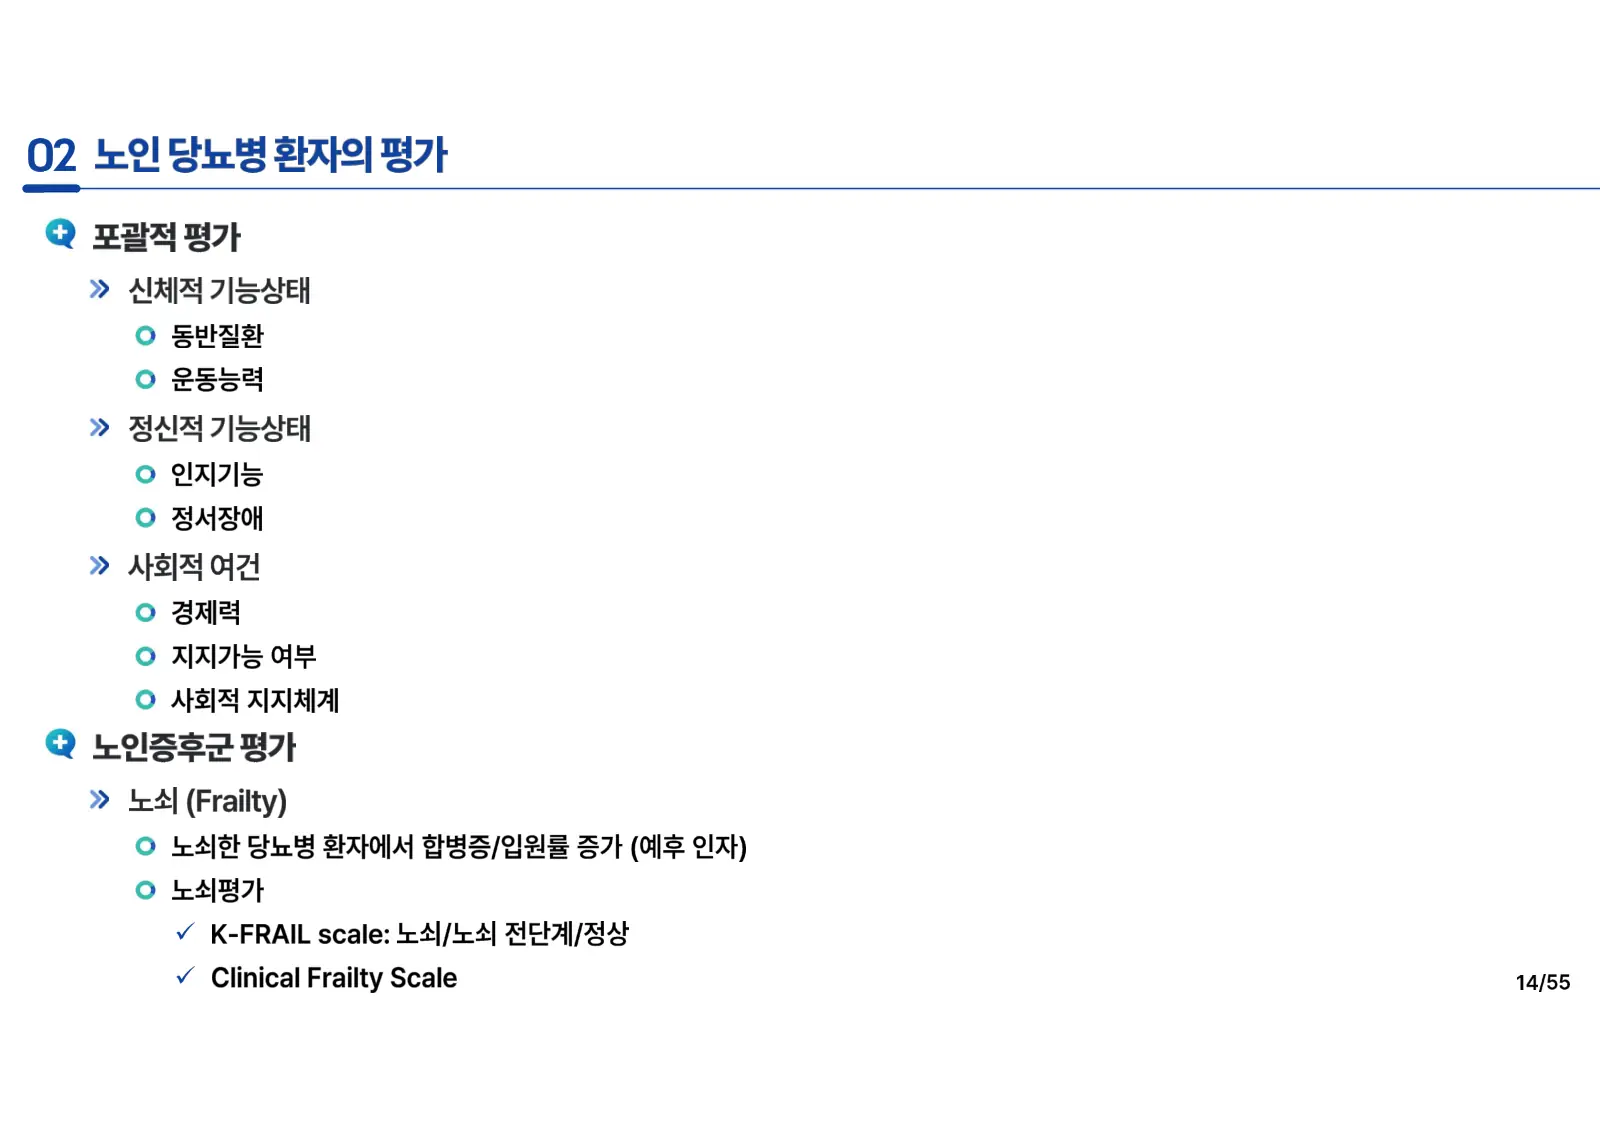 02 노인 당뇨병 환자의 평가
포괄적 평가
신체적 기능상태
동반질환
운동능력
정신적 기능상태
인지기능
정서장애
사회적 여건
경제력
지지가능 여부
사회적 지지체계
노인증후군 평가
노쇠 (Frailty)
노쇠한 당뇨병 환자에서 합병증/입원률 증가 (예후 인자)
노쇠평가
K-FRAIL scale: 노쇠/노쇠 전단계/정상
Clinical Frailty Scale
14/55